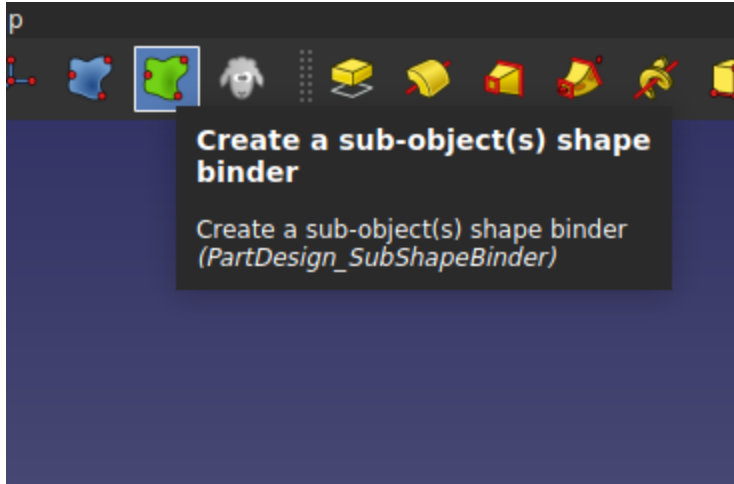 p
Create a sub-object(s) shape
binder
Create a sub-object(s) shape binder
(PartDesign_SubShapeBinder)